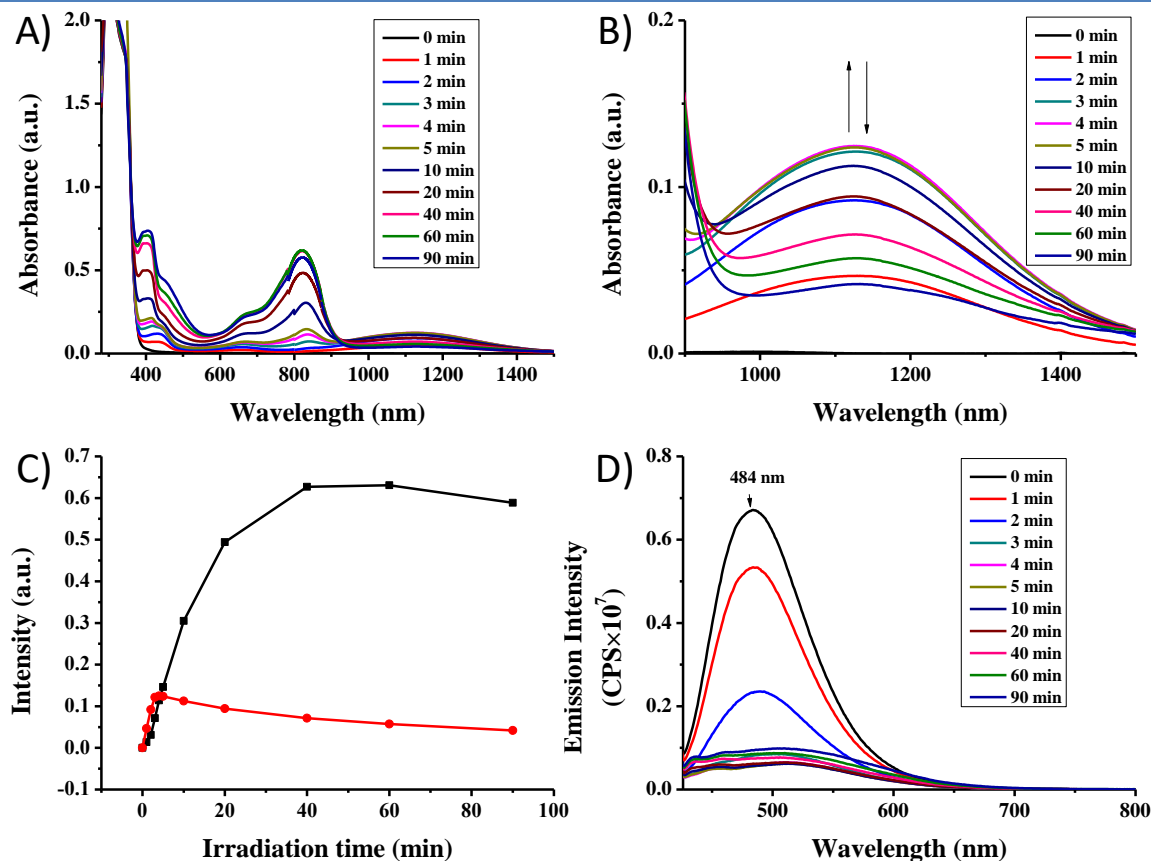 A)
Absorbance (a.u.)
2.0
1.5
1.0
0.5
0.0
400 600 800 1000 1200 1400
Wavelength (nm)
0 min
1 min
2 min
3 min
4 min
5 min
10 min
20 min
40 min
60 min
90 min
B)
Absorbance (a.u.)
0.2
0.1
0.0
1000 1200 1400
Wavelength (nm)
0 min
1 min
2 min
3 min
4 min
5 min
10 min
20 min
40 min
60 min
90 min
C)
Intensity (a.u.)
0.7
0.6
0.5
0.4
0.3
0.2
0.1
0.0
-0.1
0 20 40 60 80 100
Irradiation time (min)
D)
Emission Intensity
(CPS×10⁷)
0.8
0.6
0.4
0.2
0.0
484 nm
500 600 700 800
Wavelength (nm)
0 min
1 min
2 min
3 min
4 min
5 min
10 min
20 min
40 min
60 min
90 min